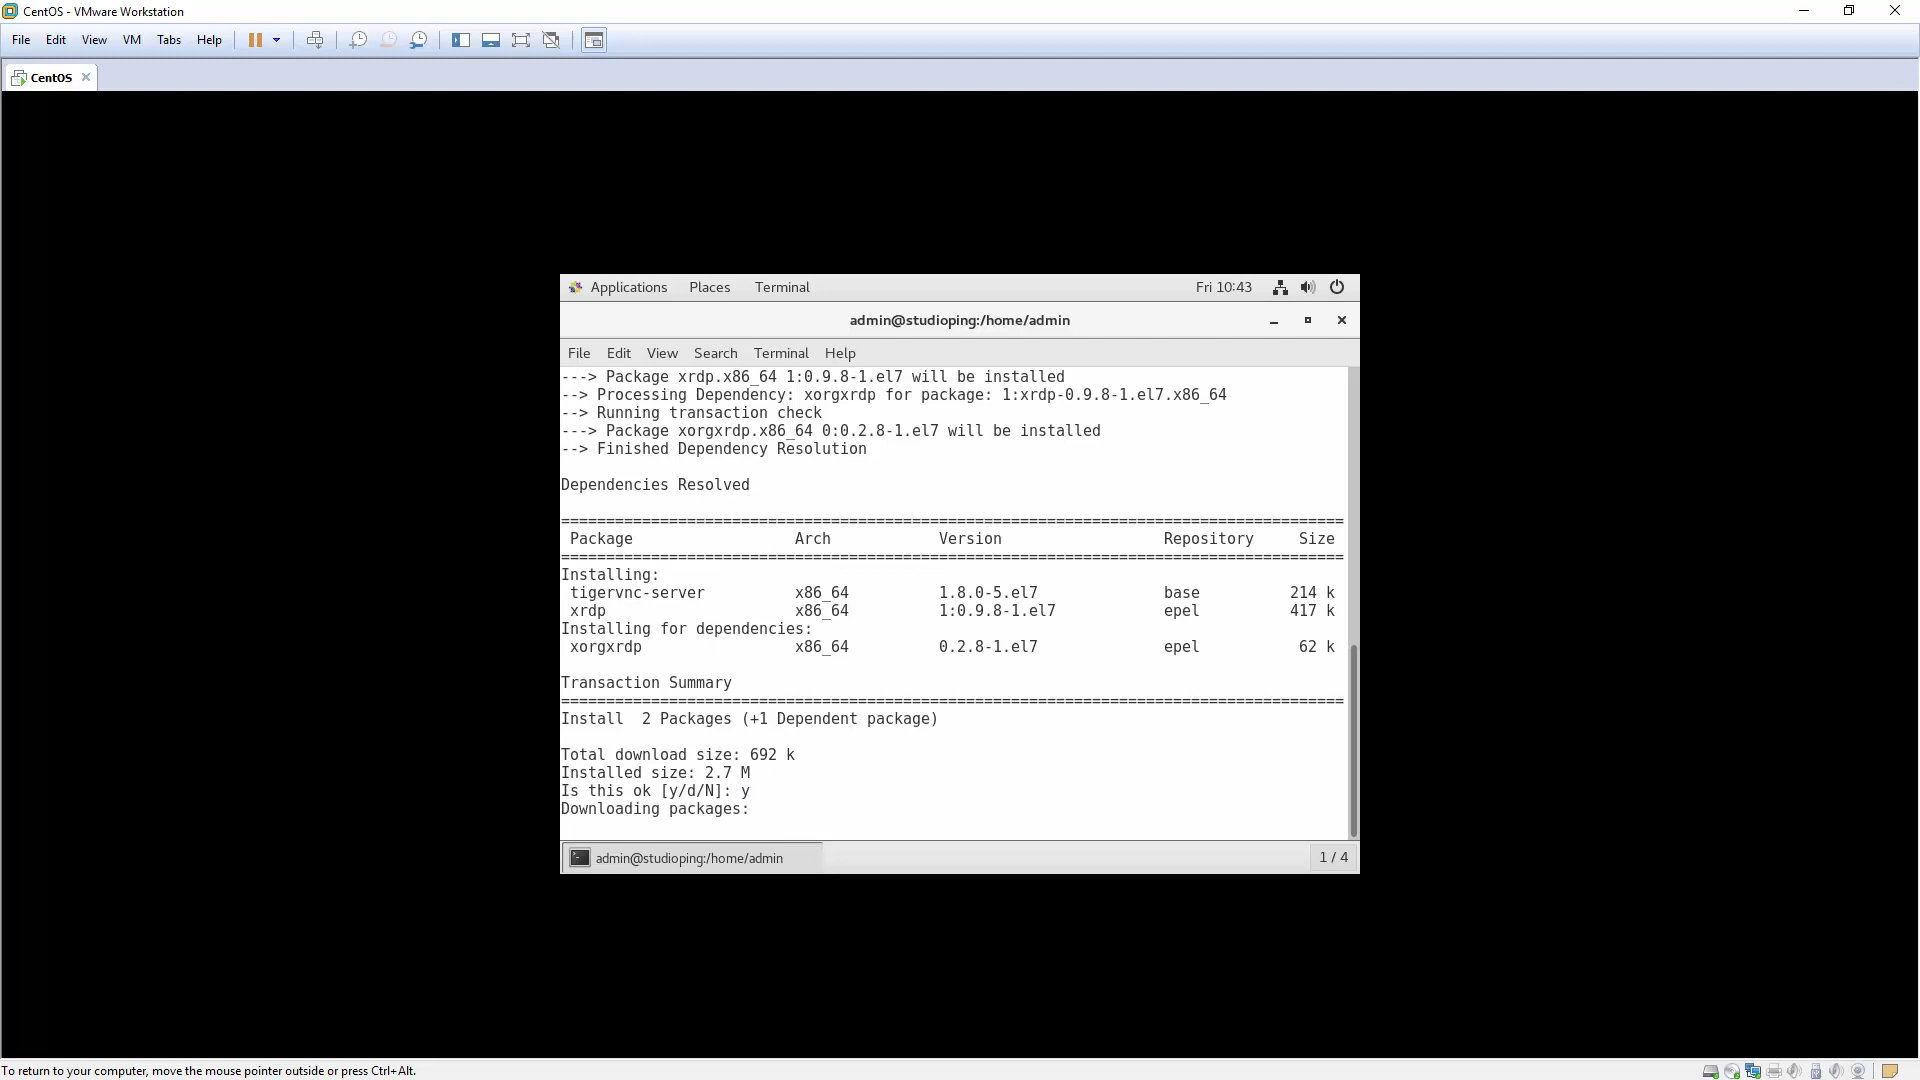 CentOS - VMware Workstation
File Edit View VM Tabs Help
CentOS
Applications Places Terminal Fri 10:43
admin@studioping:/home/admin
File Edit View Search Terminal Help
---> Package xrdp.x86_64 1:0.9.8-1.el7 will be installed
--> Processing Dependency: xorgxrdp for package: 1:xrdp-0.9.8-1.el7.x86_64
--> Running transaction check
---> Package xorgxrdp.x86_64 0:0.2.8-1.el7 will be installed
--> Finished Dependency Resolution
Dependencies Resolved
=======================================================================================
Package Arch Version Repository Size
=======================================================================================
Installing:
tigervnc-server x86_64 1.8.0-5.el7 base 214 k
xrdp x86_64 1:0.9.8-1.el7 epel 417 k
Installing for dependencies:
xorgxrdp x86_64 0.2.8-1.el7 epel 62 k
Transaction Summary
=======================================================================================
Install 2 Packages (+1 Dependent package)
Total download size: 692 k
Installed size: 2.7 M
Is this ok [y/d/N]: y
Downloading packages:
admin@studioping:/home/admin 1 / 4
To return to your computer, move the mouse pointer outside or press Ctrl+Alt.